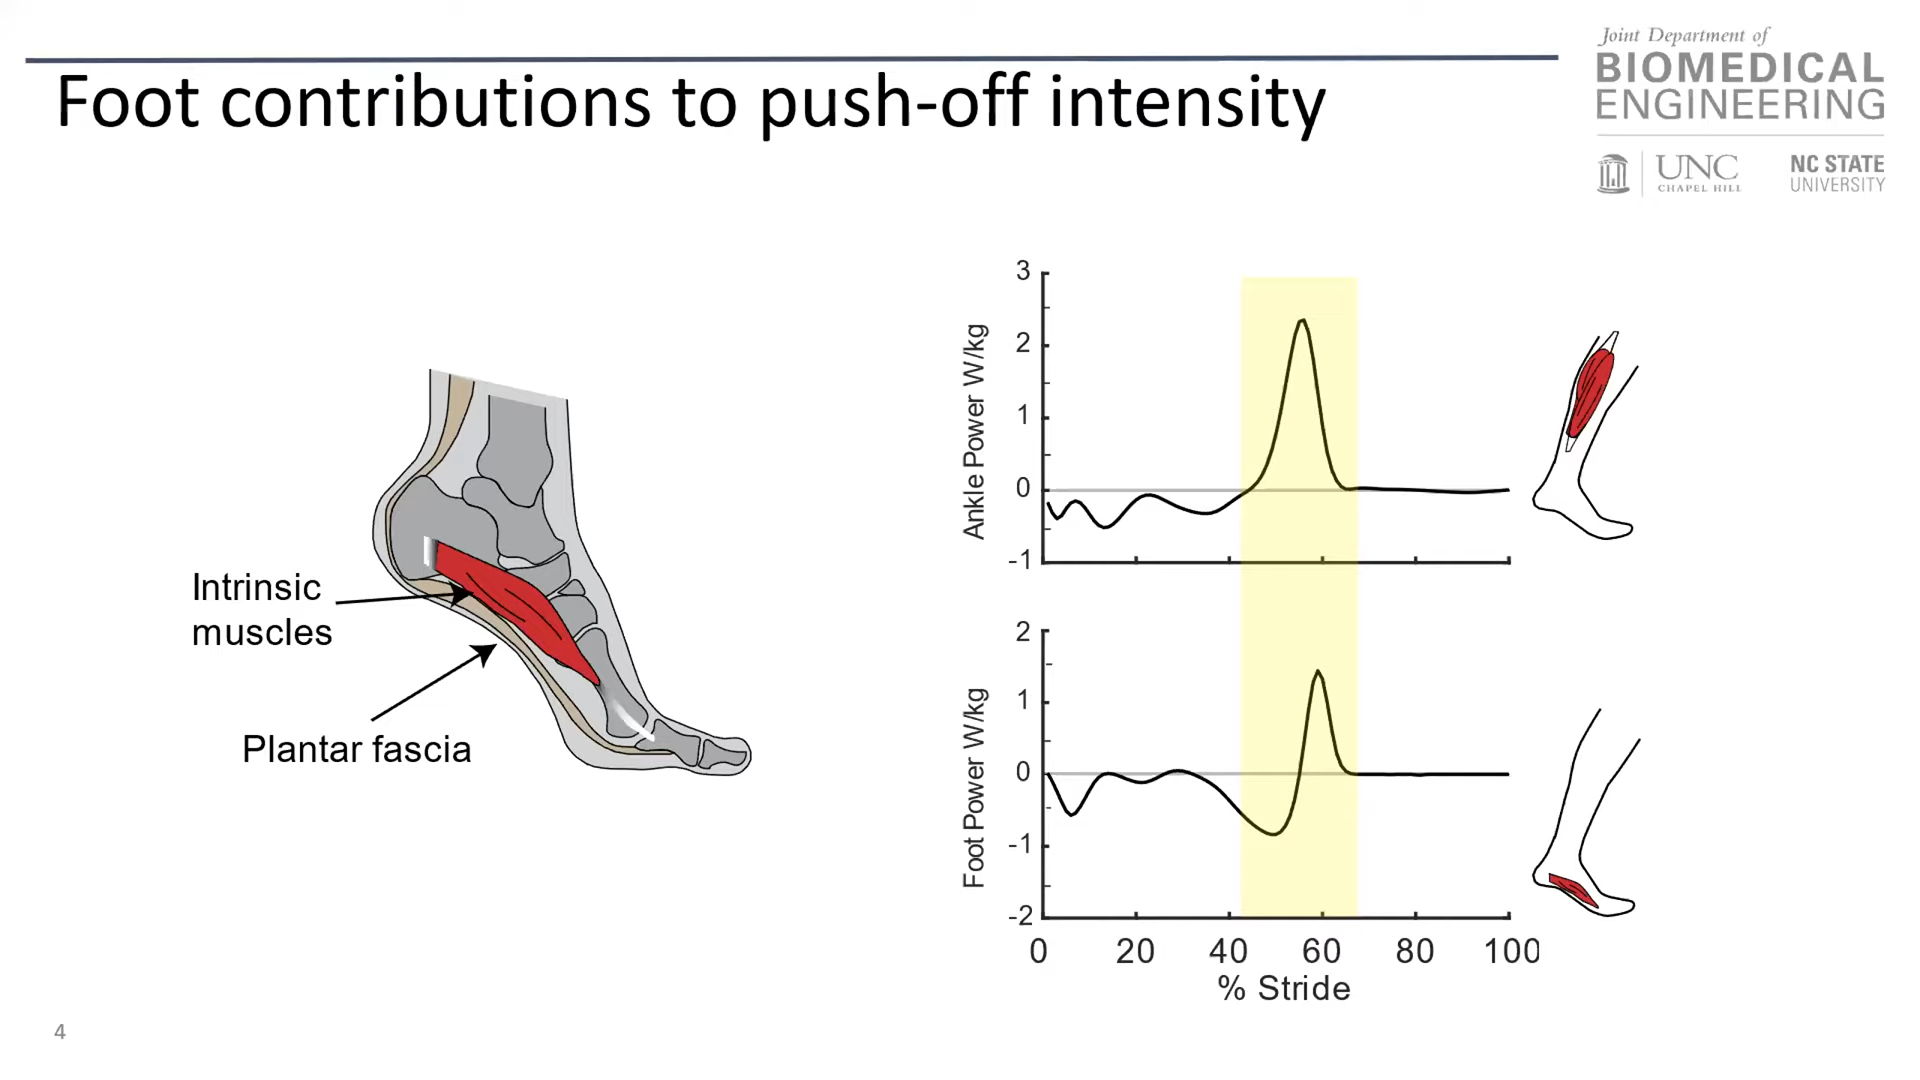 Joint Department of
BIOMEDICAL
ENGINEERING
UNC
CHAPEL HILL
NC STATE
UNIVERSITY
Foot contributions to push-off intensity
Intrinsic
muscles
Plantar fascia
Ankle Power W/kg
3
2
1
0
-1
Foot Power W/kg
2
1
0
-1
-2
0 20 40 60 80 100
% Stride
4